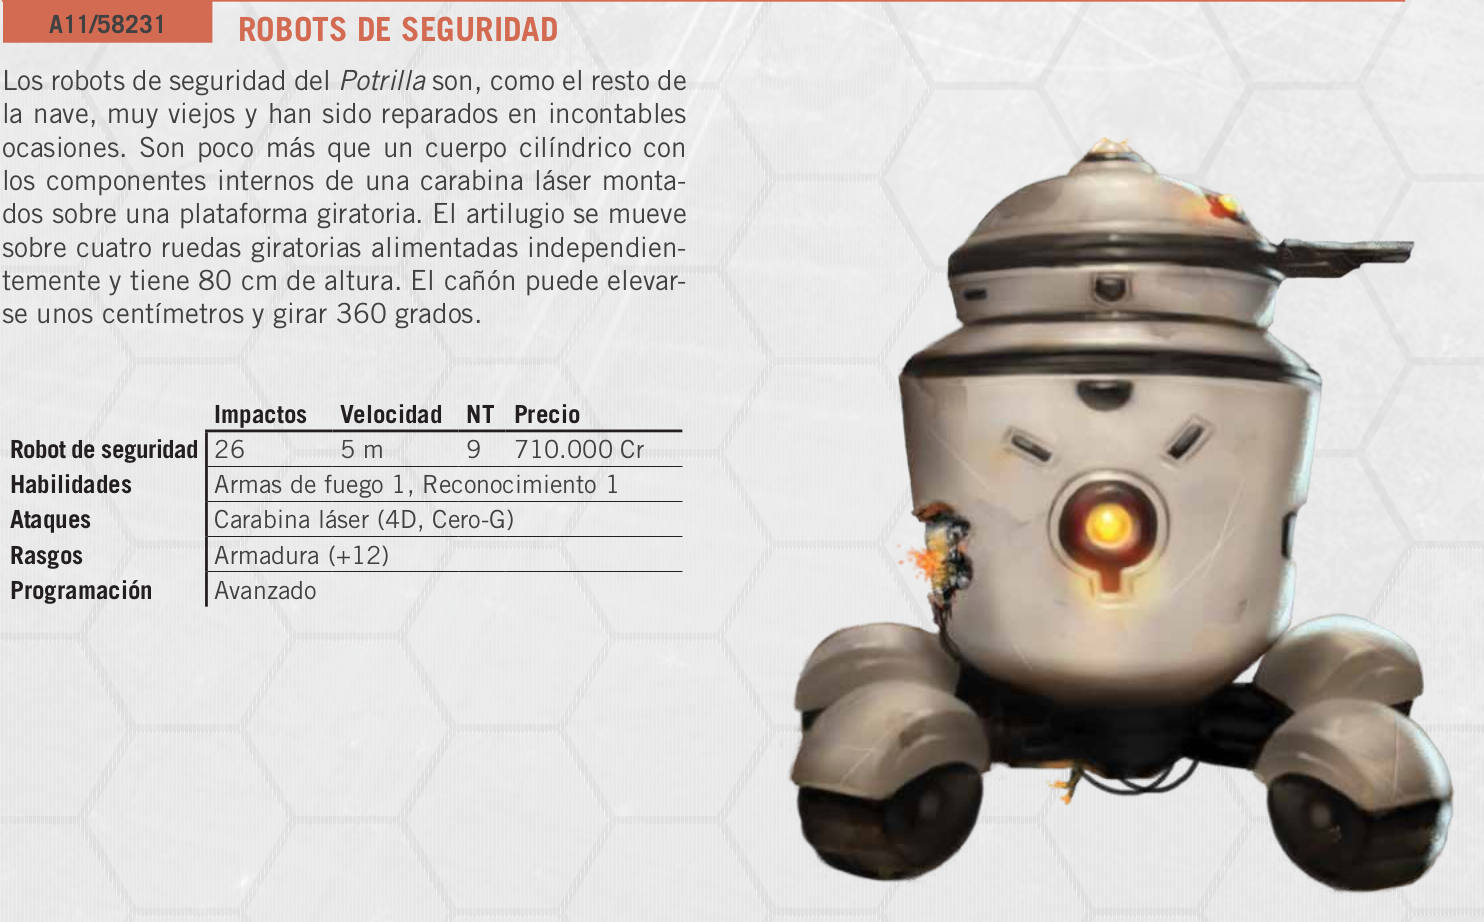 A11/58231
ROBOTS DE SEGURIDAD
Los robots de seguridad del Potrilla son, como el resto de
la nave, muy viejos y han sido reparados en incontables
ocasiones. Son poco más que un cuerpo cilíndrico con
los componentes internos de una carabina láser monta-
dos sobre una plataforma giratoria. El artilugio se mueve
sobre cuatro ruedas giratorias alimentadas independien-
temente y tiene 80 cm de altura. El cañón puede elevar-
se unos centímetros y girar 360 grados.
Impactos Velocidad NT Precio
Robot de seguridad 26 5 m 9 710.000 Cr
Habilidades Armas de fuego 1, Reconocimiento 1
Ataques Carabina láser (4D, Cero-G)
Rasgos Armadura (+12)
Programación Avanzado